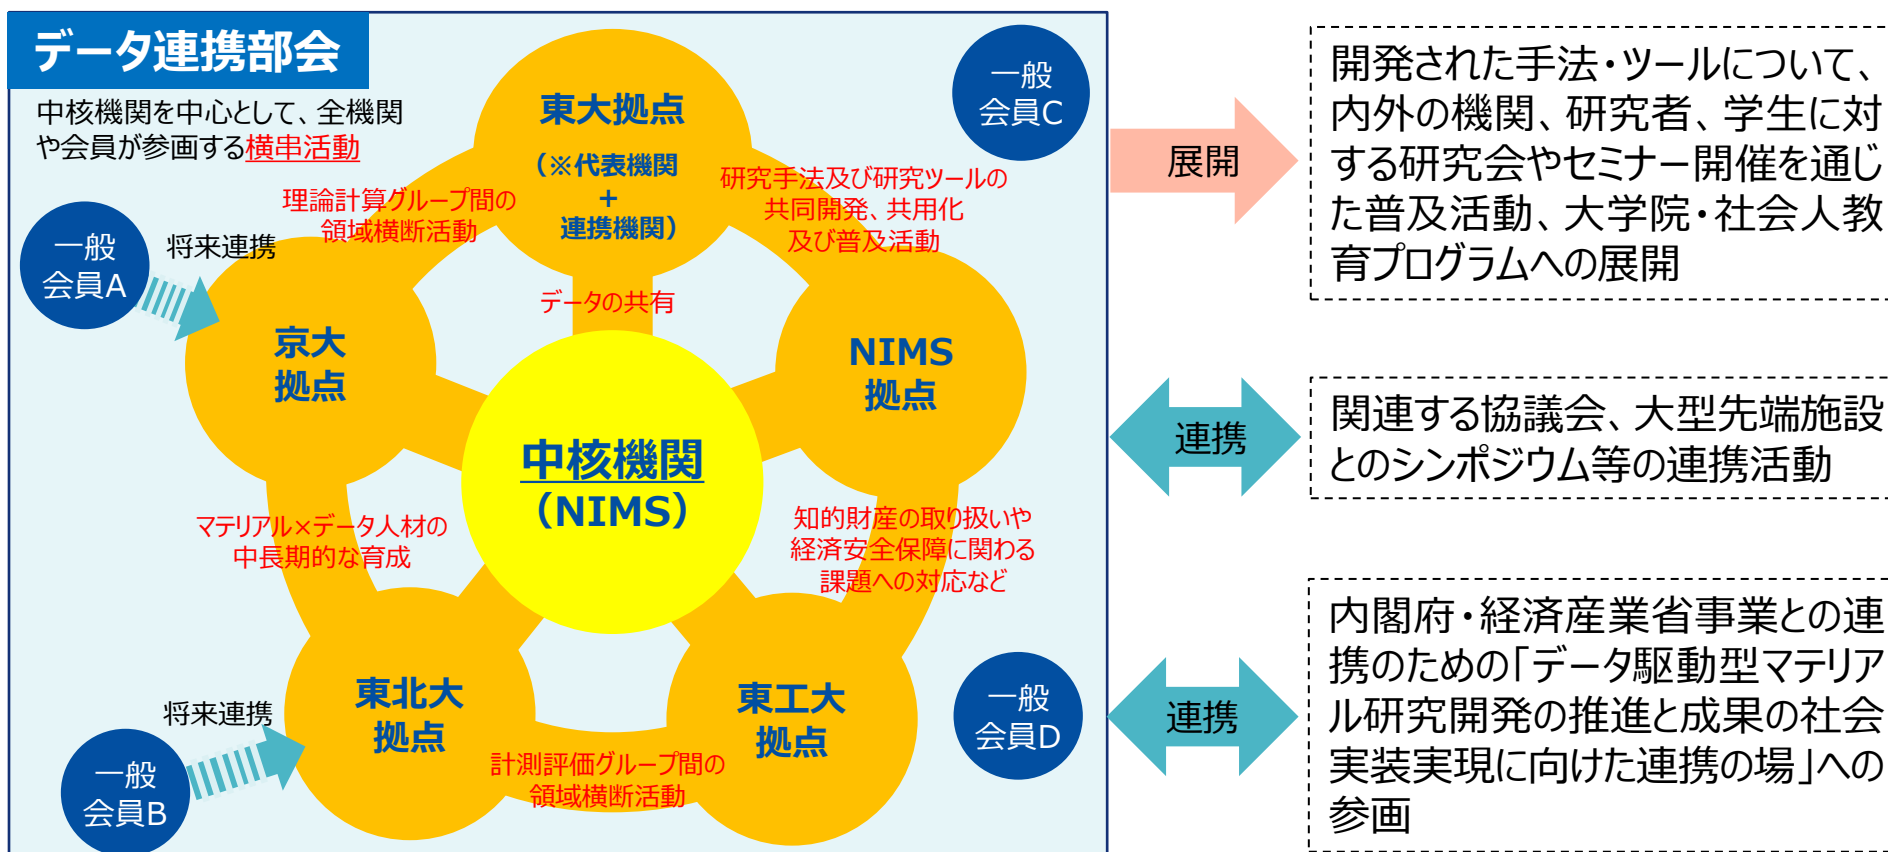 データ連携部会
中核機関を中心として、全機関
や会員が参画する横串活動
東大拠点
（※代表機関
+
連携機関）
一般
会員C
理論計算グループ間の
領域横断活動
研究手法及び研究ツールの
共同開発、共用化
及び普及活動
一般
会員A
将来連携
データの共有
京大
拠点
NIMS
拠点
中核機関
（NIMS）
マテリアル×データ人材の
中長期的な育成
知的財産の取り扱いや
経済安全保障に関わる
課題への対応など
東北大
拠点
東工大
拠点
将来連携
一般
会員B
計測評価グループ間の
領域横断活動
一般
会員D
展開
開発された手法・ツールについて、
内外の機関、研究者、学生に対
する研究会やセミナー開催を通じ
た普及活動、大学院・社会人教
育プログラムへの展開
連携
関連する協議会、大型先端施設
とのシンポジウム等の連携活動
連携
内閣府・経済産業省事業との連
携のための「データ駆動型マテリア
ル研究開発の推進と成果の社会
実装実現に向けた連携の場」への
参画